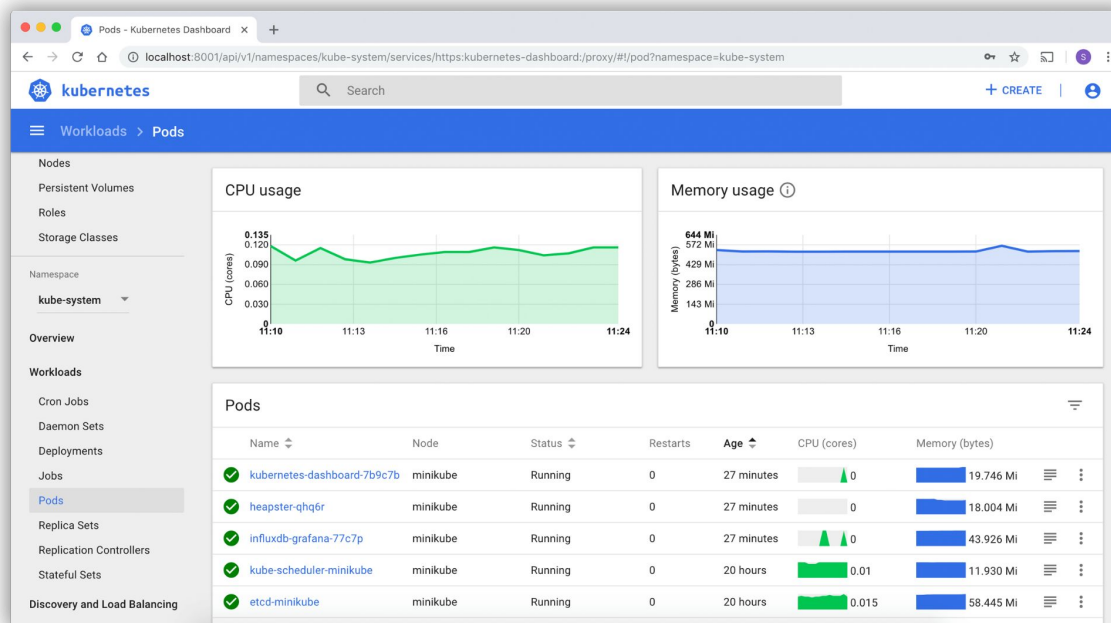 Pods - Kubernetes Dashboard
localhost:8001/api/v1/namespaces/kube-system/services/https:kubernetes-dashboard:/proxy/#!/pod?namespace=kube-system
S
kubernetes
Search
+ CREATE
Workloads > Pods
Nodes
Persistent Volumes
Roles
Storage Classes
Namespace
kube-system
Overview
Workloads
Cron Jobs
Daemon Sets
Deployments
Jobs
Pods
Replica Sets
Replication Controllers
Stateful Sets
Discovery and Load Balancing
CPU usage
CPU (cores)
0.135
0.120
0.090
0.060
0.030
0
11:10 11:13 11:16 11:20 11:24
Time
Memory usage
Memory (bytes)
644 Mi
572 Mi
429 Mi
286 Mi
143 Mi
0
11:10 11:13 11:16 11:20 11:24
Time
Pods
Name Node Status Restarts Age CPU (cores) Memory (bytes)
kubernetes-dashboard-7b9c7b minikube Running 0 27 minutes 0 19.746 Mi
heapster-qhq6r minikube Running 0 27 minutes 0 18.004 Mi
influxdb-grafana-77c7p minikube Running 0 27 minutes 0 43.926 Mi
kube-scheduler-minikube minikube Running 0 20 hours 0.01 11.930 Mi
etcd-minikube minikube Running 0 20 hours 0.015 58.445 Mi